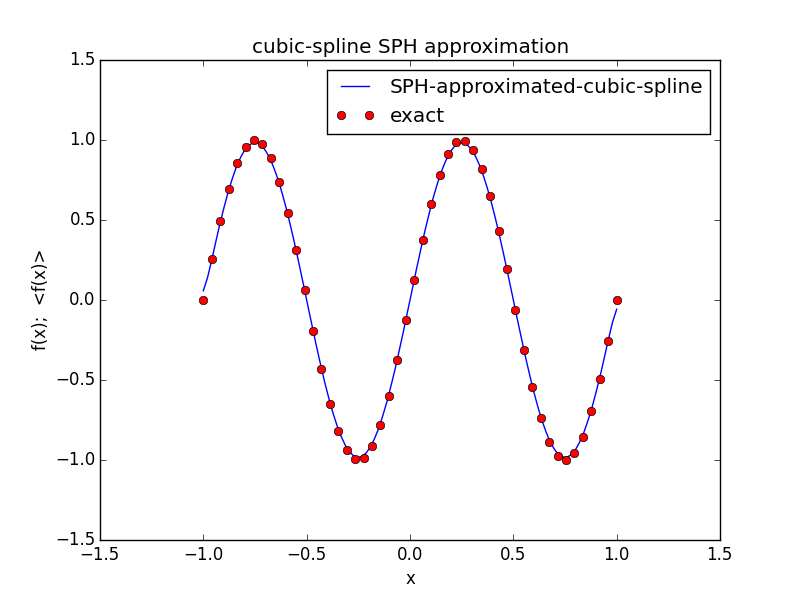 cubic-spline SPH approximation
SPH-approximated-cubic-spline
exact
1.5
1.0
0.5
0.0
−0.5
−1.0
−1.5
f(x); <f(x)>
−1.5 −1.0 −0.5 0.0 0.5 1.0 1.5
x